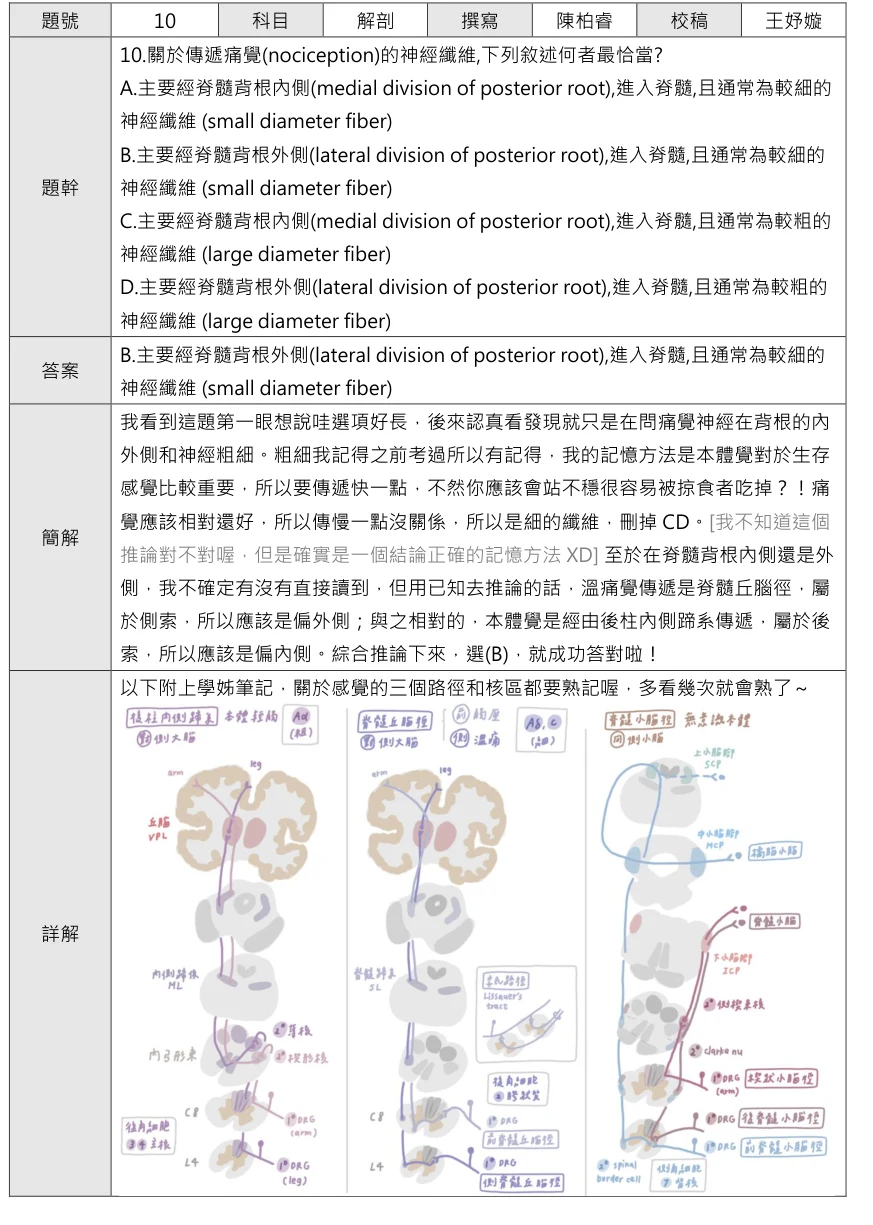 題號 10 科目 解剖 撰寫 陳柏睿 校稿 王妤嫙
題幹
10.關於傳遞痛覺(nociception)的神經纖維,下列敘述何者最恰當?
A.主要經脊髓背根內側(medial division of posterior root),進入脊髓,且通常為較細的
神經纖維 (small diameter fiber)
B.主要經脊髓背根外側(lateral division of posterior root),進入脊髓,且通常為較細的
神經纖維 (small diameter fiber)
C.主要經脊髓背根內側(medial division of posterior root),進入脊髓,且通常為較粗的
神經纖維 (large diameter fiber)
D.主要經脊髓背根外側(lateral division of posterior root),進入脊髓,且通常為較粗的
神經纖維 (large diameter fiber)
答案
B.主要經脊髓背根外側(lateral division of posterior root),進入脊髓,且通常為較細的
神經纖維 (small diameter fiber)
簡解
我看到這題第一眼想說哇選項好長，後來認真看發現就只是在問痛覺神經在背根的內
外側和神經粗細。粗細我記得之前考過所以有記得，我的記憶方法是本體覺對於生存
感覺比較重要，所以要傳遞快一點，不然你應該會站不穩很容易被掠食者吃掉？！痛
覺應該相對還好，所以傳慢一點沒關係，所以是細的纖維，刪掉 CD。[我不知道這個
推論對不對喔，但是確實是一個結論正確的記憶方法 XD] 至於在脊髓背根內側還是外
側，我不確定有沒有直接讀到，但用已知去推論的話，溫痛覺傳遞是脊髓丘腦徑，屬
於側索，所以應該是偏外側；與之相對的，本體覺是經由後柱內側蹄系傳遞，屬於後
索，所以應該是偏內側。綜合推論下來，選(B)，就成功答對啦！
詳解
以下附上學姊筆記，關於感覺的三個路徑和核區都要熟記喔，多看幾次就會熟了~
後柱內側蹄系 本體輕觸 Aα
(粗)
對側大腦
arm leg
丘腦
VPL
內側蹄係
ML
2° 薄核
內弓形束 2° 楔形核
C8
1° DRG
(arm)
後角細胞
③④主核
L4
1° DRG
(leg)
脊髓丘腦徑 前 觸壓
側 溫痛
Aδ, c
(細)
對側大腦
arm leg
脊髓蹄系
SL
Lissauer's
tract
後角細胞
② 膠狀質
C8 1° DRG
前脊髓丘腦徑
L4 1° DRG
側脊髓丘腦徑
脊髓小腦徑 無意識本體
同側小腦
上小腦腳
SCP
中小腦腳
MCP
橋腦小腦
脊髓小腦
下小腦腳
ICP
2° 側楔束核
2° clarke nu
1° DRG
(arm)
楔狀小腦徑
1° DRG 後脊髓小腦徑
1° DRG 前脊髓小腦徑
2° spinal
border cell